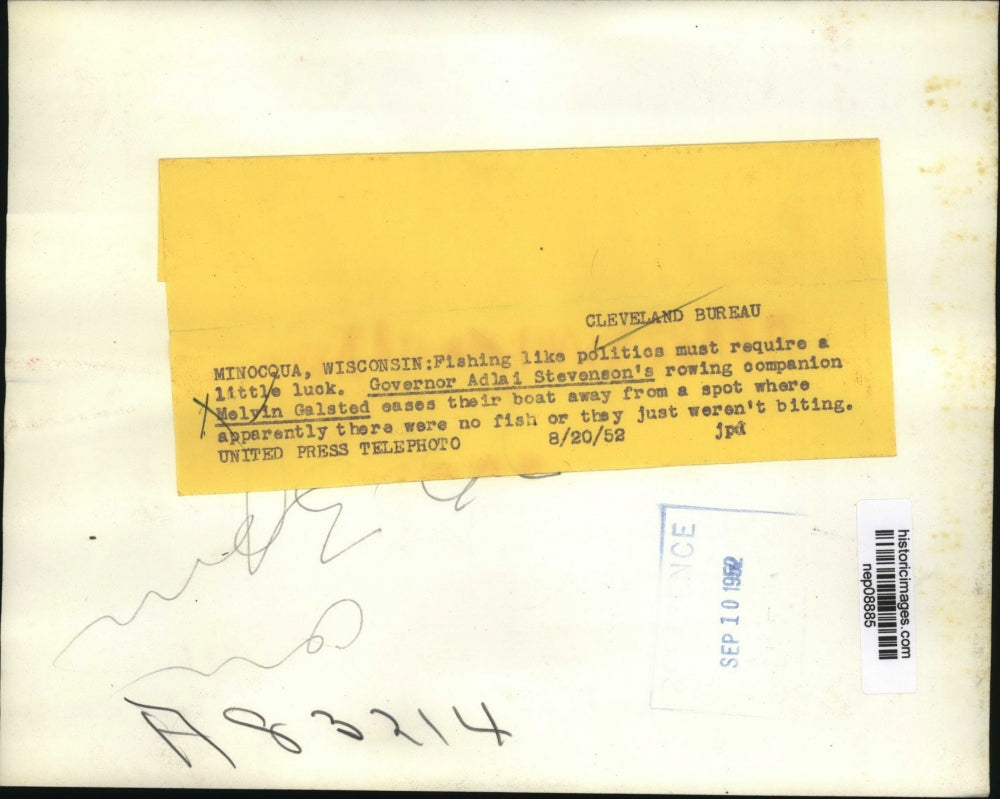 CLEVELAND BUREAU
MINOCQUA, WISCONSIN:Fishing like politics must require a
little luck. Governor Adlai Stevenson's rowing companion
Melvin Galsted eases their boat away from a spot where
apparently there were no fish or they just weren't biting.
UNITED PRESS TELEPHOTO 8/20/52 jpd
NCE
SEP 10 1952
historicimages.com
nep08885
A83214